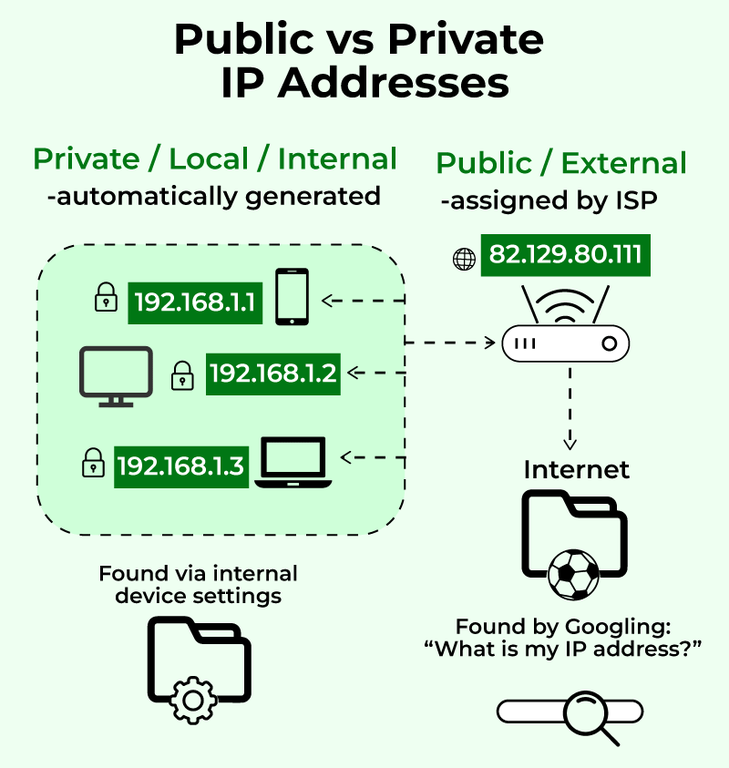 Public vs Private
IP Addresses
Private / Local / Internal
-automatically generated
192.168.1.1
192.168.1.2
192.168.1.3
Found via internal
device settings
Public / External
-assigned by ISP
82.129.80.111
Internet
Found by Googling:
“What is my IP address?”